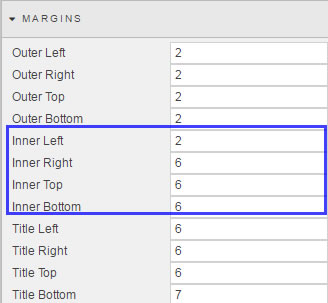 MARGINS
Outer Left 2
Outer Right 2
Outer Top 2
Outer Bottom 2
Inner Left 2
Inner Right 6
Inner Top 6
Inner Bottom 6
Title Left 6
Title Right 6
Title Top 6
Title Bottom 7